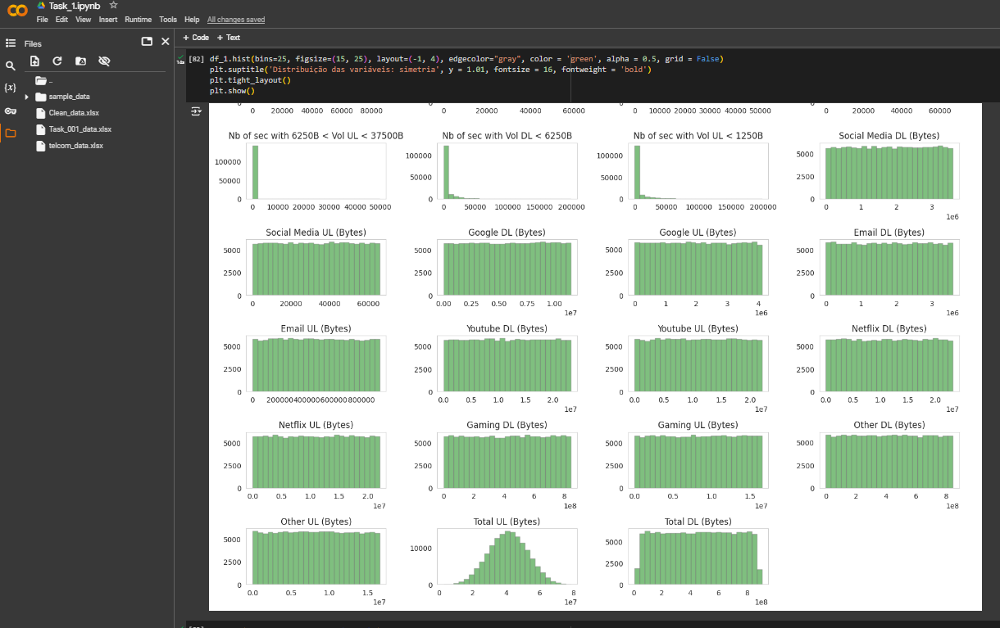 Task_1.ipynb
File Edit View Insert Runtime Tools Help All changes saved
Files
+ Code + Text
..
sample_data
Clean_data.xlsx
Task_001_data.xlsx
telcom_data.xlsx
{x}
14s
[82] df_1.hist(bins=25, figsize=(15, 25), layout=(-1, 4), edgecolor="gray", color = 'green', alpha = 0.5, grid = False)
plt.suptitle('Distribuição das variáveis: simetria', y = 1.01, fontsize = 16, fontweight = 'bold')
plt.tight_layout()
plt.show()
0 0 0 0
0 20000 40000 60000 80000
0 20000 40000 60000
0 10000 20000 30000 40000 50000
0 20000 40000 60000
Nb of sec with 6250B < Vol UL < 37500B
100000
50000
0
0 10000 20000 30000 40000 50000
Nb of sec with Vol DL < 6250B
100000
50000
0
0 50000 100000 150000 200000
Nb of sec with Vol UL < 1250B
100000
50000
0
0 50000 100000 150000 200000
Social Media DL (Bytes)
5000
2500
0
0 1 2 3
1e6
Social Media UL (Bytes)
5000
2500
0
0 20000 40000 60000
Google DL (Bytes)
5000
2500
0
0.00 0.25 0.50 0.75 1.00
1e7
Google UL (Bytes)
5000
2500
0
0 1 2 3 4
1e6
Email DL (Bytes)
5000
2500
0
0 1 2 3
1e6
Email UL (Bytes)
5000
2500
0
0 200000400000600000800000
Youtube DL (Bytes)
5000
2500
0
0.0 0.5 1.0 1.5 2.0
1e7
Youtube UL (Bytes)
5000
2500
0
0.0 0.5 1.0 1.5 2.0
1e7
Netflix DL (Bytes)
5000
2500
0
0.0 0.5 1.0 1.5 2.0
1e7
Netflix UL (Bytes)
5000
2500
0
0.0 0.5 1.0 1.5 2.0
1e7
Gaming DL (Bytes)
5000
2500
0
0 2 4 6 8
1e8
Gaming UL (Bytes)
5000
2500
0
0.0 0.5 1.0 1.5
1e7
Other DL (Bytes)
5000
2500
0
0 2 4 6 8
1e8
Other UL (Bytes)
5000
2500
0
0.0 0.5 1.0 1.5
1e7
Total UL (Bytes)
10000
0
0 2 4 6 8
1e7
Total DL (Bytes)
5000
2500
0
0 2 4 6 8
1e8